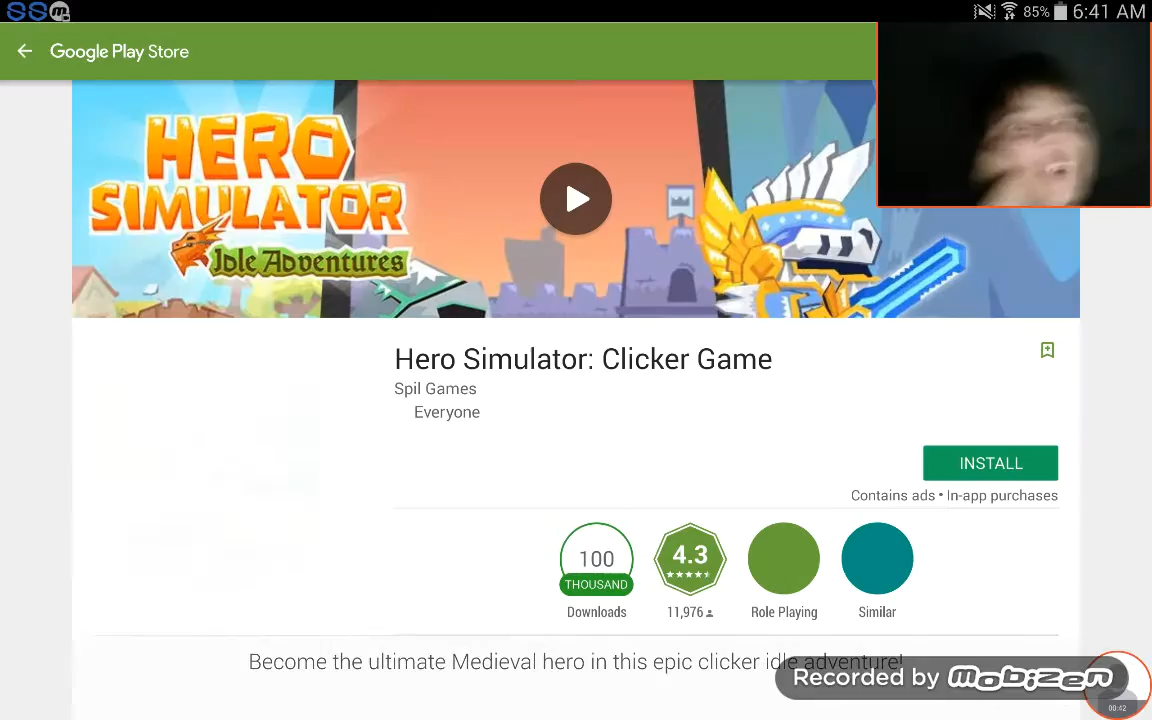 85% 6:41 AM
Google Play Store
HERO
SIMULATOR
Idle Adventures
Hero Simulator: Clicker Game
Spil Games
Everyone
INSTALL
Contains ads • In-app purchases
100
THOUSAND
Downloads
4.3
11,976
Role Playing
Similar
Become the ultimate Medieval hero in this epic clicker idle adventure!
Recorded by mobizen
00:42